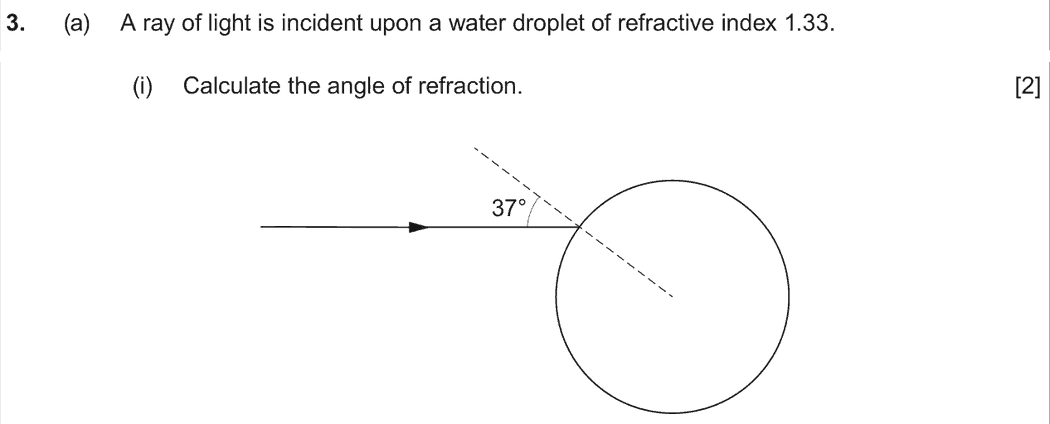 3. (a) A ray of light is incident upon a water droplet of refractive index 1.33.
(i) Calculate the angle of refraction. [2]
37°